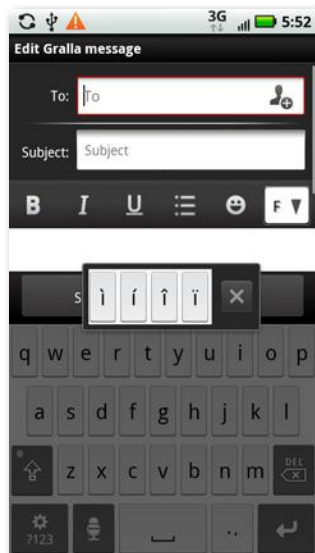 3G 5:52
Edit Gralla message
To: To
Subject: Subject
B I U F
S ì í î ï
q w e r t y u i o p
a s d f g h j k l
z x c v b n m DEL
?123 ..